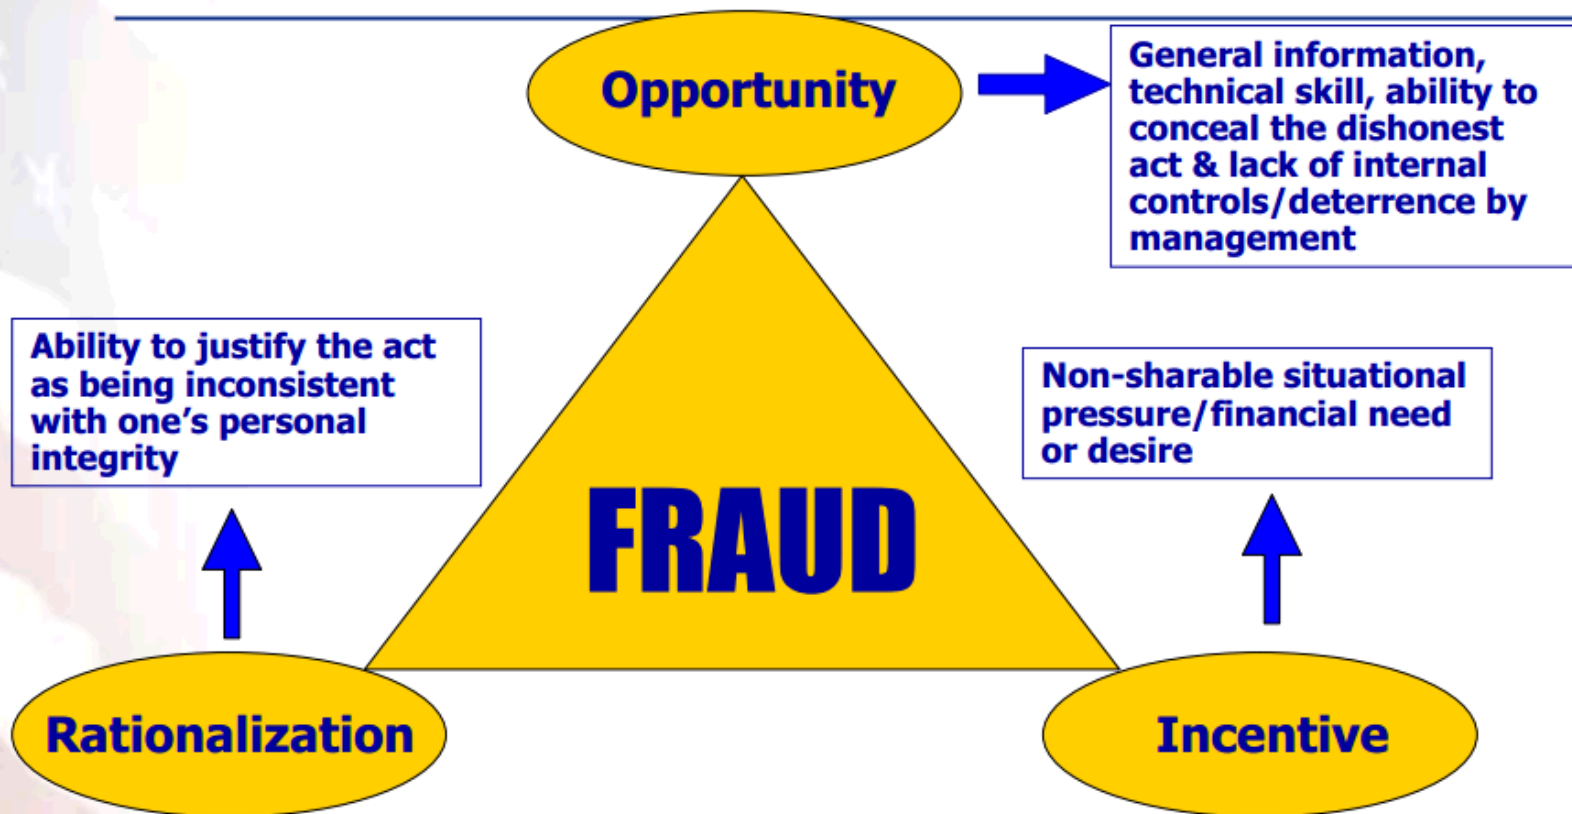 Opportunity
General information,
technical skill, ability to
conceal the dishonest
act & lack of internal
controls/deterrence by
management
Ability to justify the act
as being inconsistent
with one’s personal
integrity
Non-sharable situational
pressure/financial need
or desire
FRAUD
Rationalization
Incentive